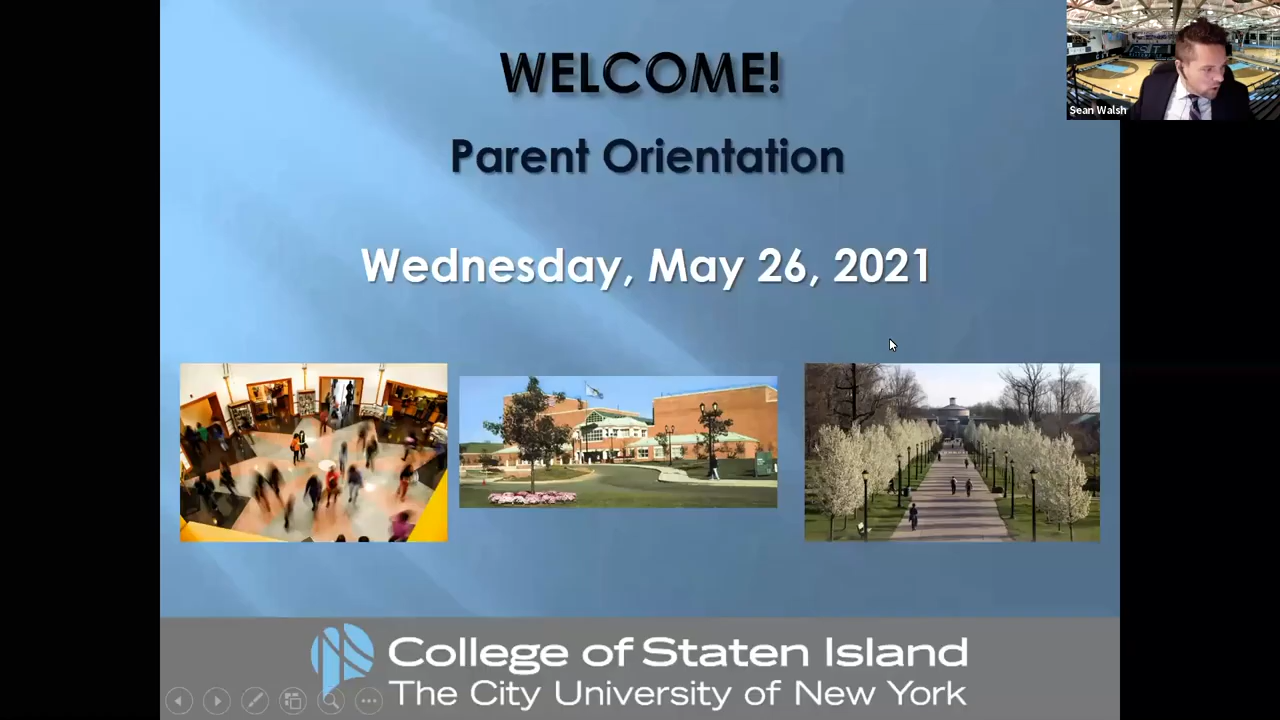 WELCOME!
Parent Orientation
Wednesday, May 26, 2021
Sean Walsh
College of Staten Island
The City University of New York